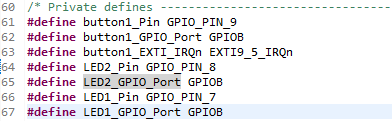 60 /* Private defines ----------------------------------------
61 #define button1_Pin GPIO_PIN_9
62 #define button1_GPIO_Port GPIOB
63 #define button1_EXTI_IRQn EXTI9_5_IRQn
64 #define LED2_Pin GPIO_PIN_8
65 #define LED2_GPIO_Port GPIOB
66 #define LED1_Pin GPIO_PIN_7
67 #define LED1_GPIO_Port GPIOB